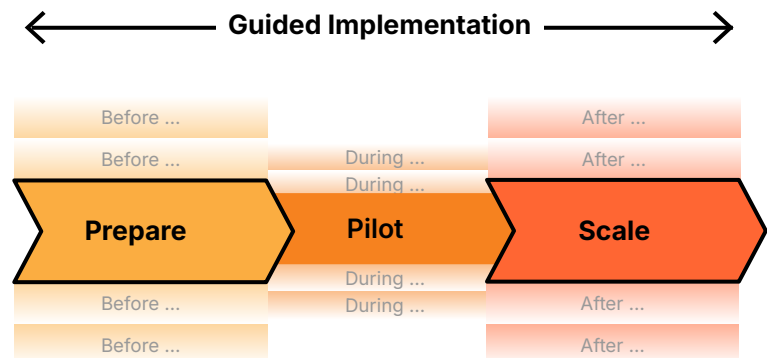 Guided Implementation
Before ...
Before ...
Prepare
Before ...
Before ...
During ...
During ...
Pilot
During ...
During ...
After ...
After ...
Scale
After ...
After ...